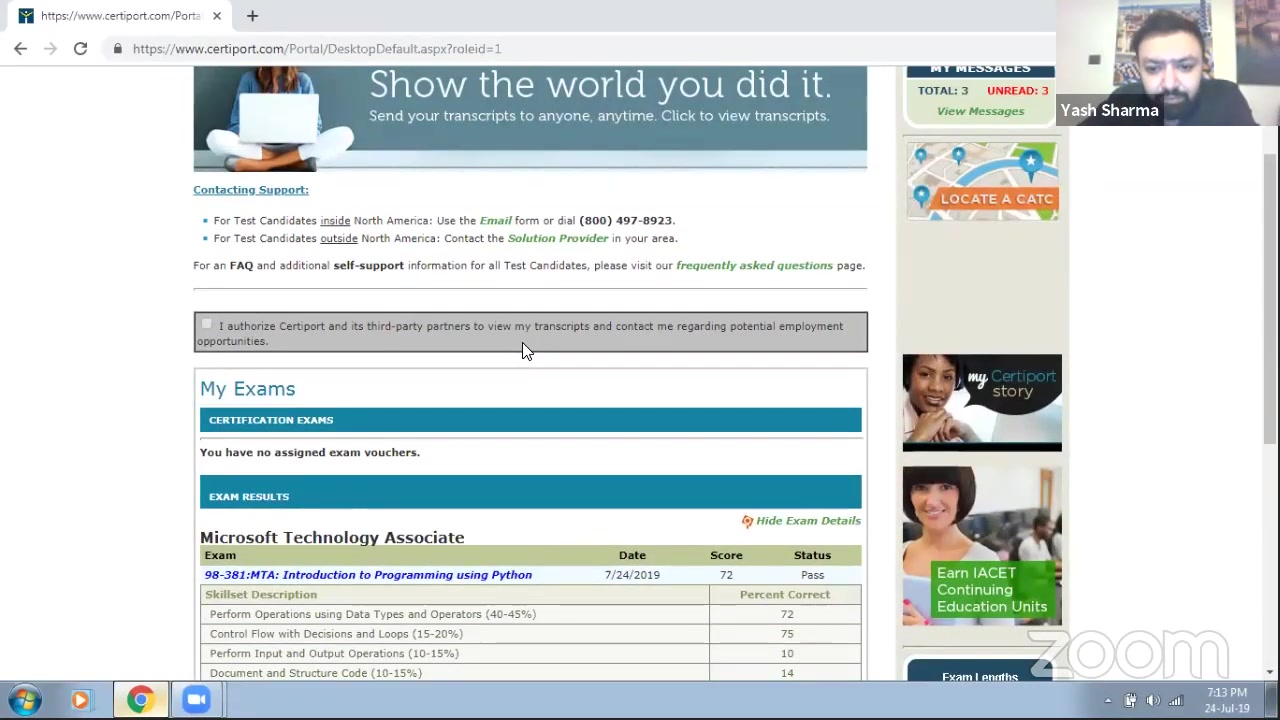 https://www.certiport.com/Porta
https://www.certiport.com/Portal/DesktopDefault.aspx?roleid=1
Show the world you did it.
Send your transcripts to anyone, anytime. Click to view transcripts.
MY MESSAGES
TOTAL: 3 UNREAD: 3
View Messages
Yash Sharma
LOCATE A CATC
Contacting Support:
For Test Candidates inside North America: Use the Email form or dial (800) 497-8923.
For Test Candidates outside North America: Contact the Solution Provider in your area.
For an FAQ and additional self-support information for all Test Candidates, please visit our frequently asked questions page.
I authorize Certiport and its third-party partners to view my transcripts and contact me regarding potential employment
opportunities.
my Certiport
story
My Exams
CERTIFICATION EXAMS
You have no assigned exam vouchers.
EXAM RESULTS
Hide Exam Details
Microsoft Technology Associate
Exam Date Score Status
98-381:MTA: Introduction to Programming using Python 7/24/2019 72 Pass
Skillset Description Percent Correct
Perform Operations using Data Types and Operators (40-45%) 72
Control Flow with Decisions and Loops (15-20%) 75
Perform Input and Output Operations (10-15%) 10
Document and Structure Code (10-15%) 14
Earn IACET
Continuing
Education Units
Exam Lengths
zoom
7:13 PM
24-Jul-19